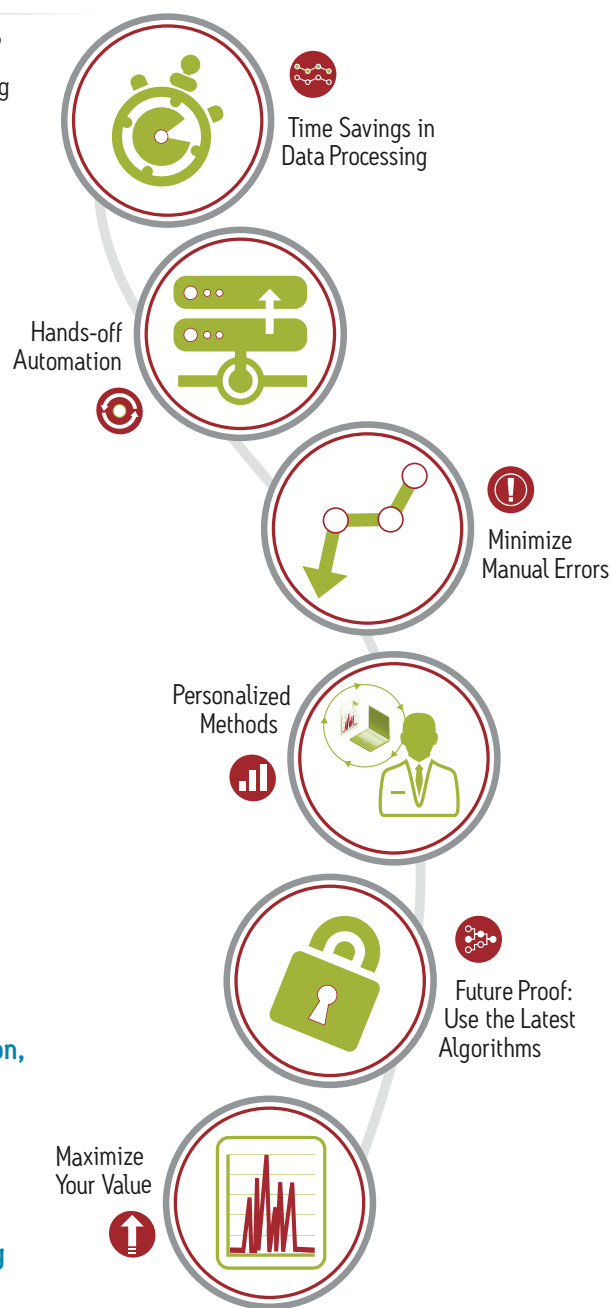 Time Savings in
Data Processing
Hands-off
Automation
Minimize
Manual Errors
Personalized
Methods
Future Proof:
Use the Latest
Algorithms
Maximize
Your Value